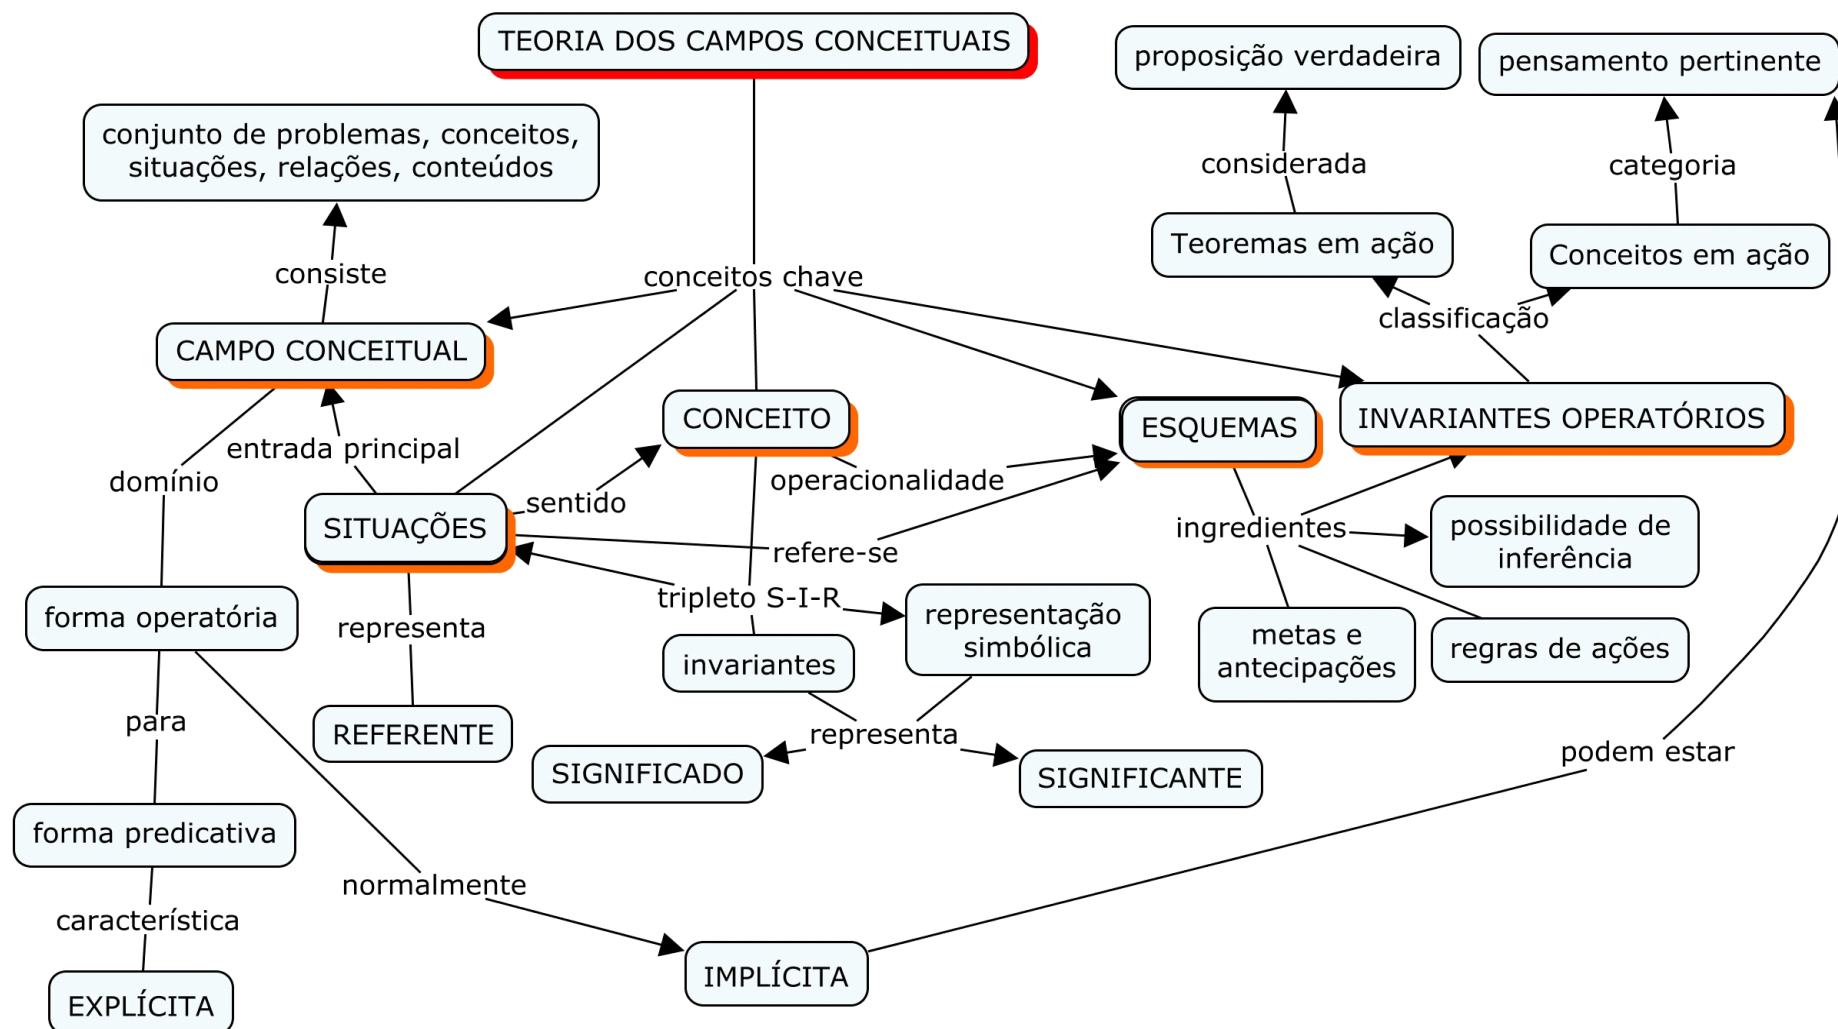 TEORIA DOS CAMPOS CONCEITUAIS
proposição verdadeira
pensamento pertinente
conjunto de problemas, conceitos,
situações, relações, conteúdos
considerada
categoria
Teoremas em ação
Conceitos em ação
consiste
conceitos chave
classificação
CAMPO CONCEITUAL
CONCEITO
ESQUEMAS
INVARIANTES OPERATÓRIOS
entrada principal
domínio
operacionalidade
SITUAÇÕES
sentido
ingredientes
possibilidade de
inferência
refere-se
tripleto S-I-R
forma operatória
representa
representação
simbólica
invariantes
metas e
antecipações
regras de ações
para
REFERENTE
representa
podem estar
SIGNIFICADO
SIGNIFICANTE
forma predicativa
normalmente
característica
IMPLÍCITA
EXPLÍCITA